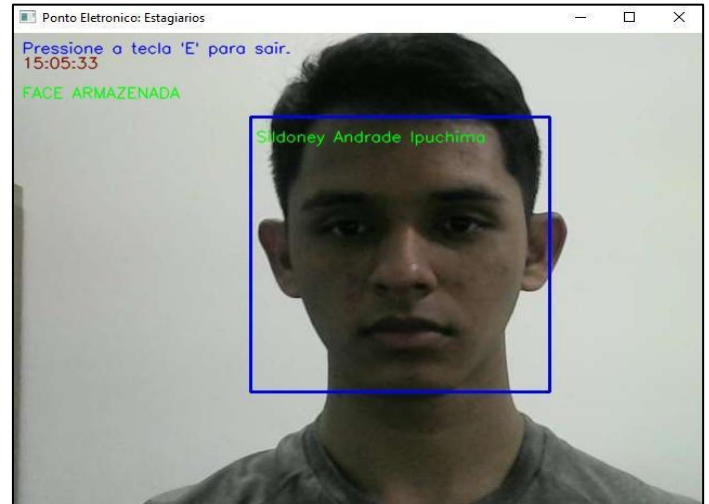 Ponto Eletronico: Estagiarios
Pressione a tecla 'E' para sair.
15:05:33
FACE ARMAZENADA
Sildoney Andrade Ipuchima